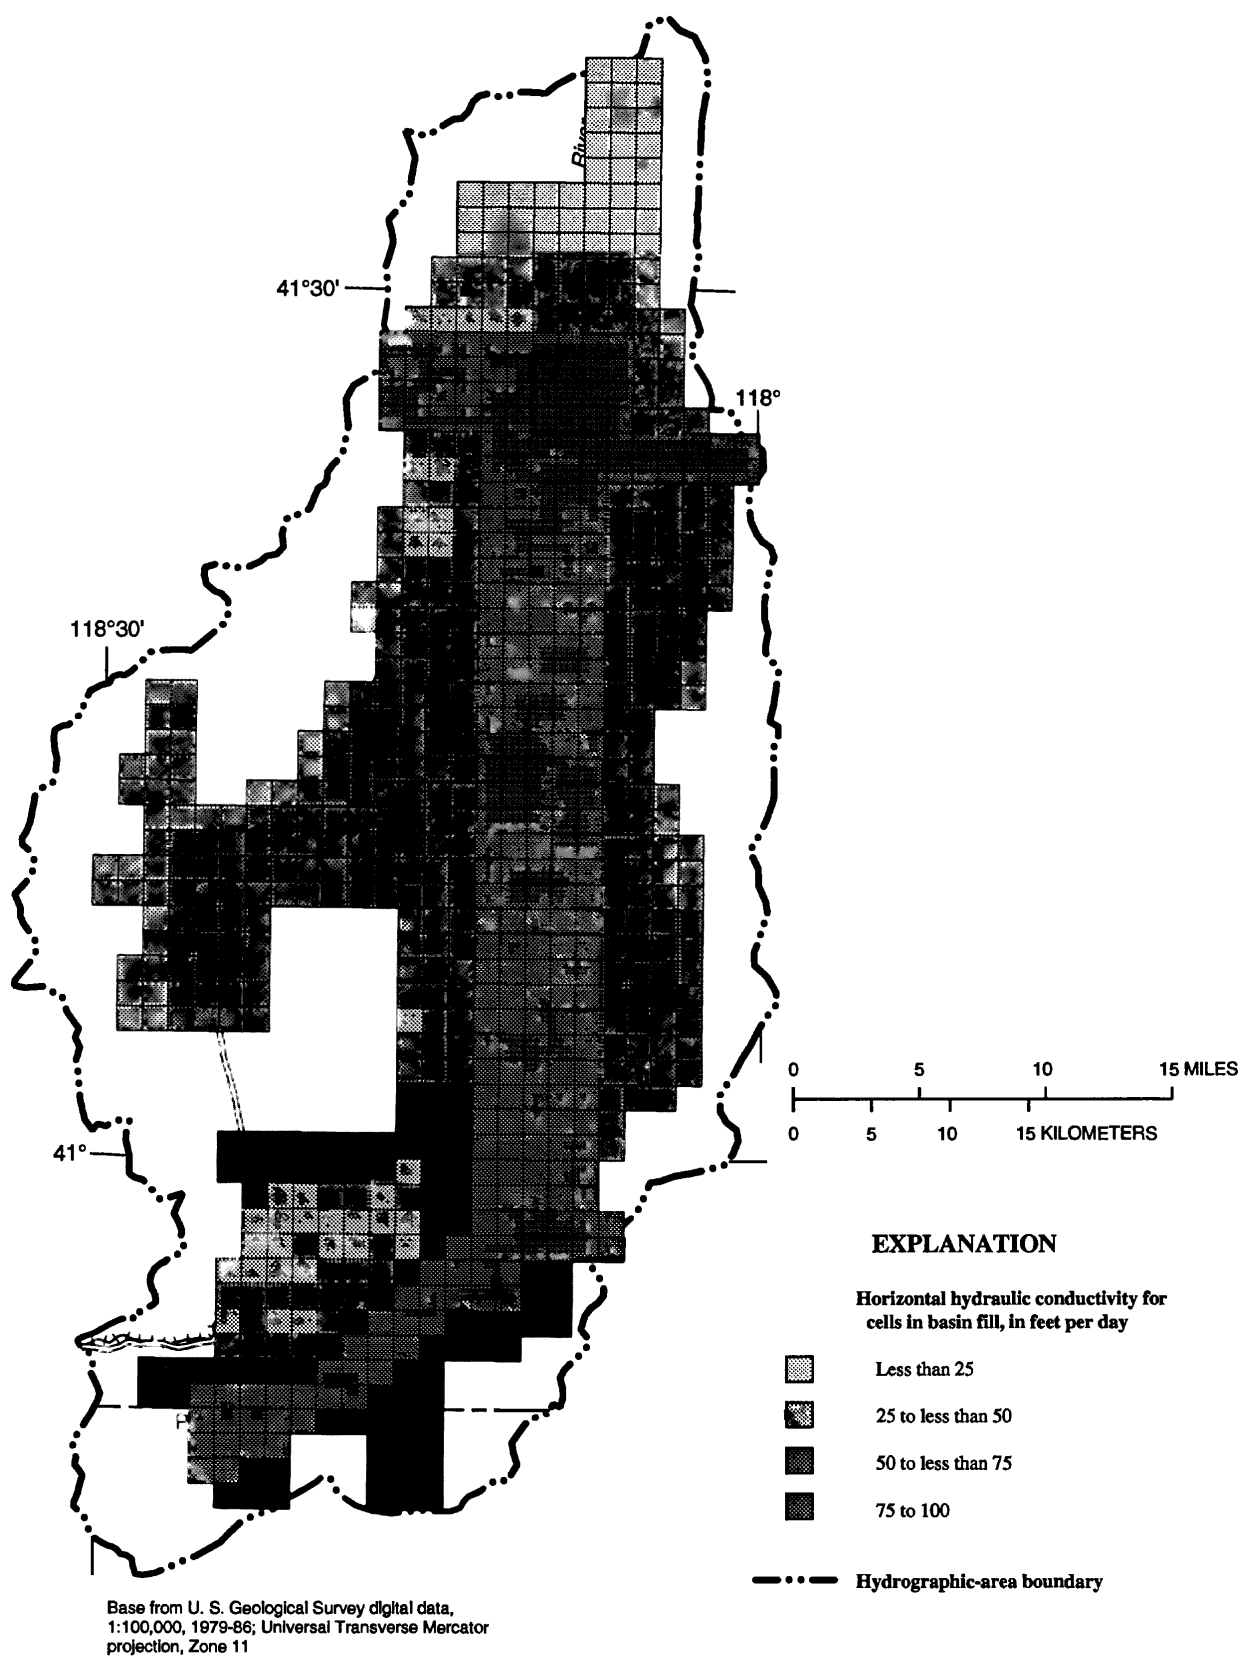 River
41°30'
118°
118°30'
0 5 10 15 MILES
0 5 10 15 KILOMETERS
41°
EXPLANATION
Horizontal hydraulic conductivity for
cells in basin fill, in feet per day
Less than 25
25 to less than 50
50 to less than 75
75 to 100
Hydrographic-area boundary
Base from U. S. Geological Survey digital data,
1:100,000, 1979-86; Universal Transverse Mercator
projection, Zone 11